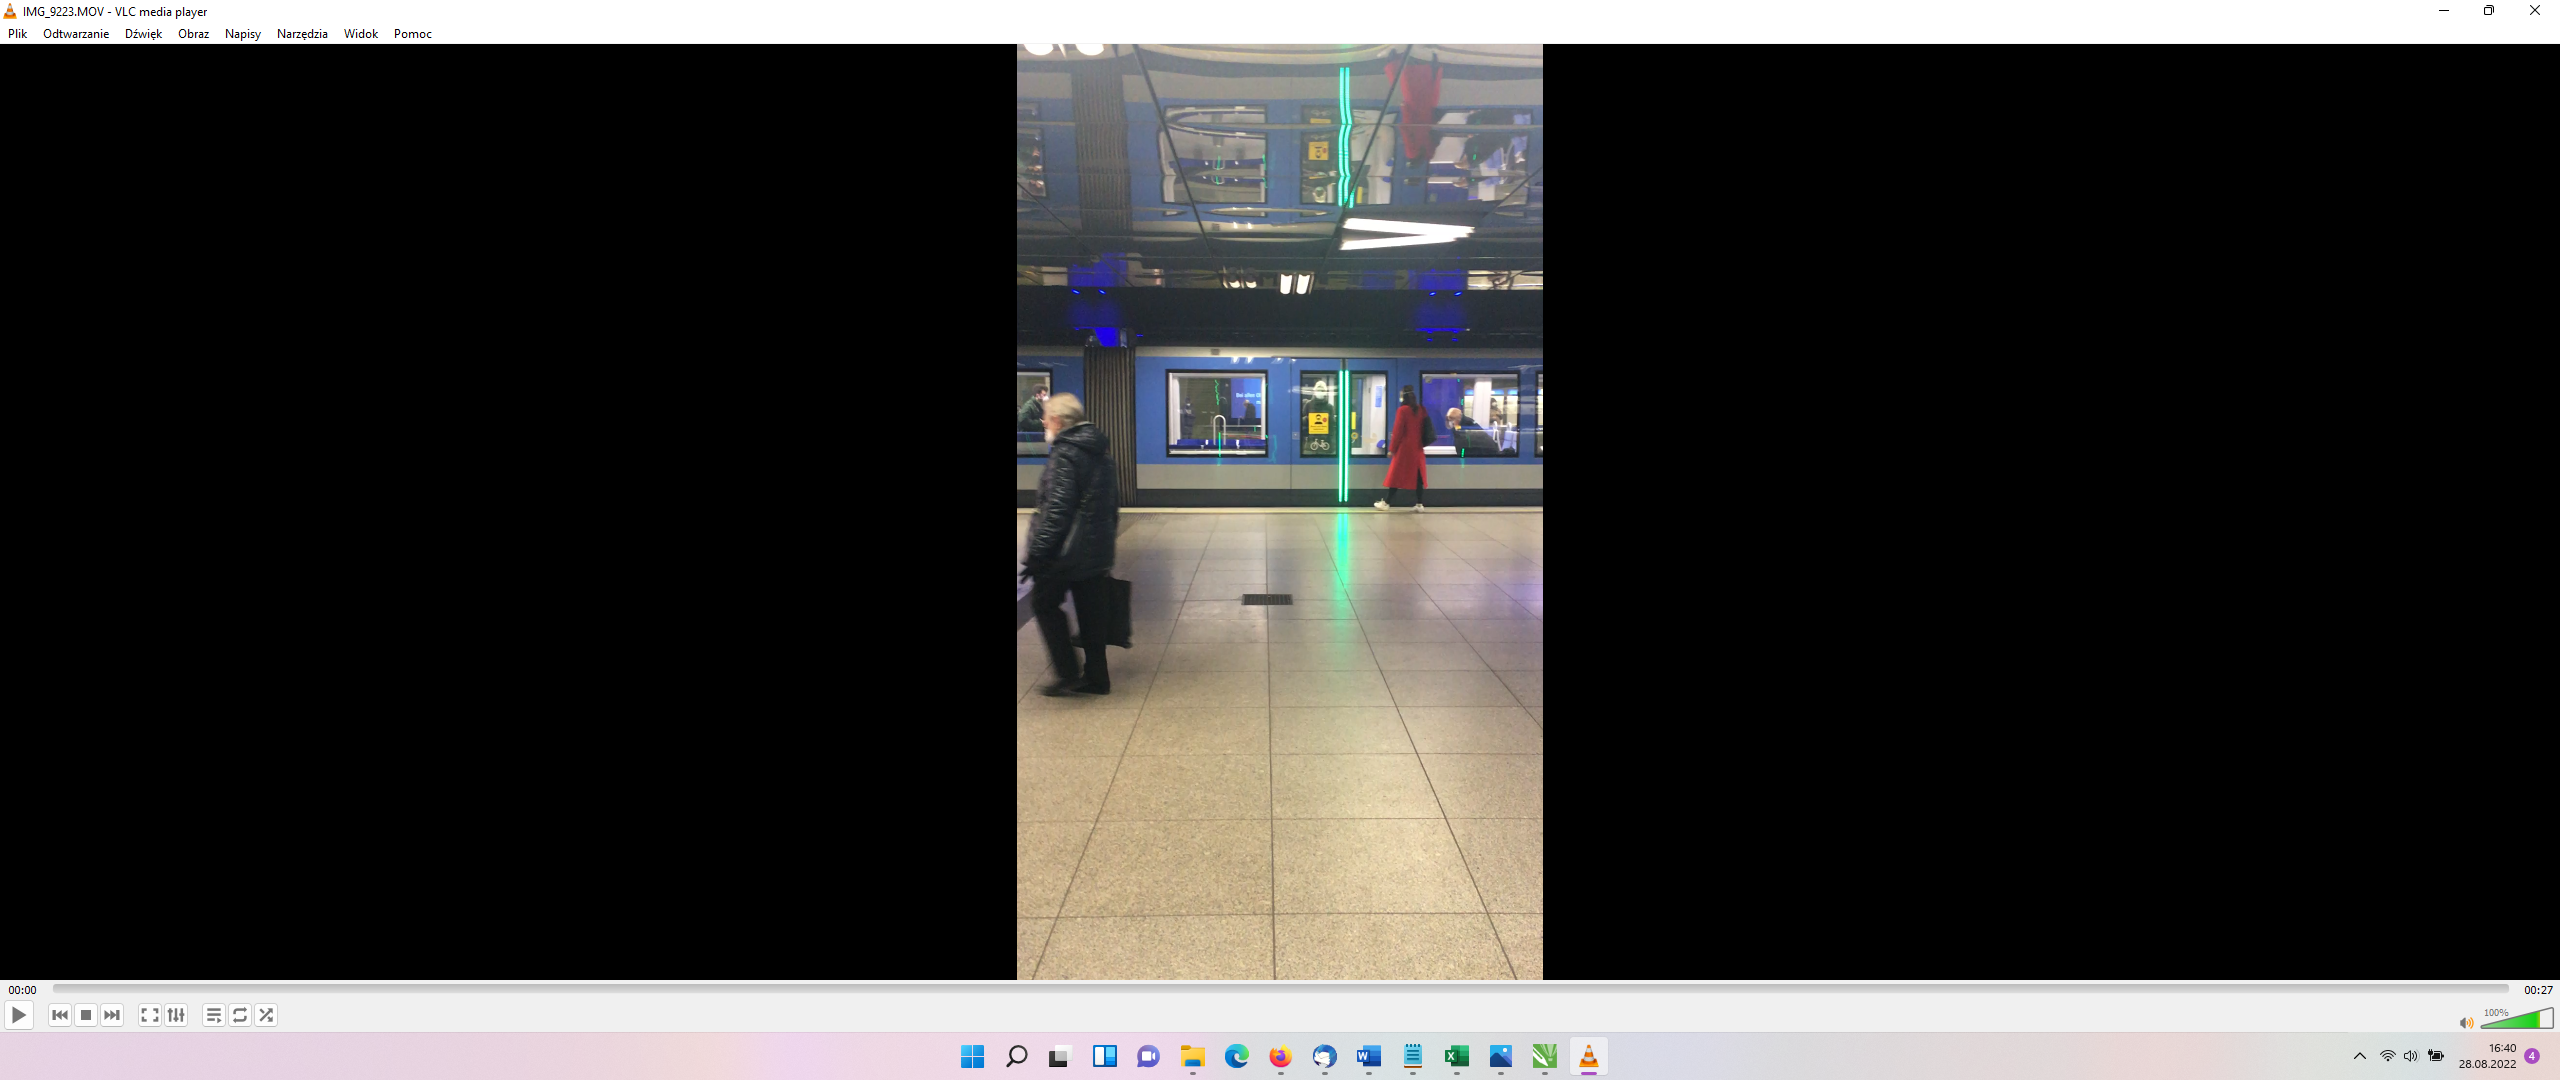 IMG_9223.MOV - VLC media player
Plik Odtwarzanie Dźwięk Obraz Napisy Narzędzia Widok Pomoc
00:00 00:27
100%
16:40
28.08.2022
4